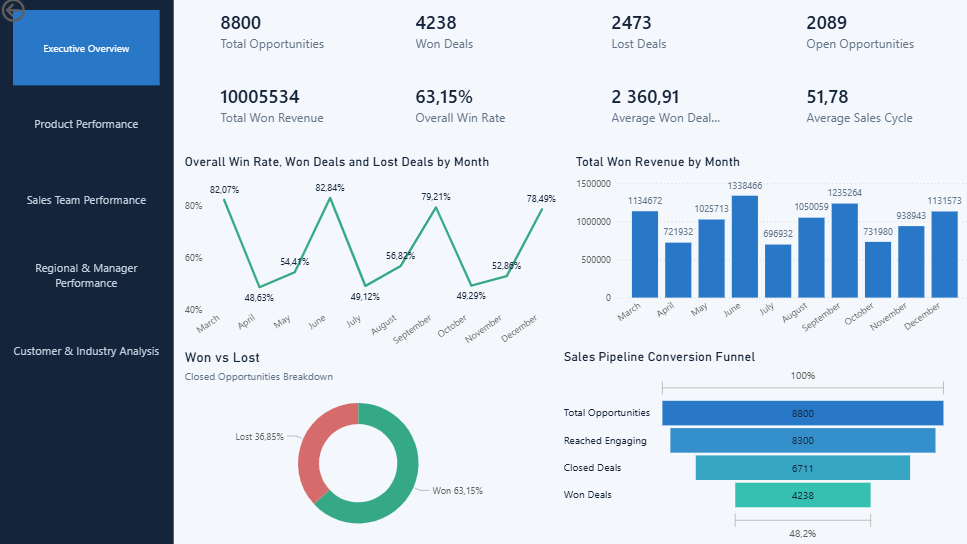 Executive Overview
Product Performance
Sales Team Performance
Regional & Manager
Performance
Customer & Industry Analysis
8800
Total Opportunities
4238
Won Deals
2473
Lost Deals
2089
Open Opportunities
10005534
Total Won Revenue
63,15%
Overall Win Rate
2 360,91
Average Won Deal...
51,78
Average Sales Cycle
Overall Win Rate, Won Deals and Lost Deals by Month
80%
60%
40%
82,07%
48,63%
54,41%
82,84%
49,12%
56,82%
79,21%
49,29%
52,86%
78,49%
March
April
May
June
July
August
September
October
November
December
Total Won Revenue by Month
1500000
1000000
500000
0
1134672
721932
1025713
1338466
696932
1050059
1235264
731980
938943
1131573
March
April
May
June
July
August
September
October
November
December
Won vs Lost
Closed Opportunities Breakdown
Lost 36,85%
Won 63,15%
Sales Pipeline Conversion Funnel
100%
Total Opportunities 8800
Reached Engaging 8300
Closed Deals 6711
Won Deals 4238
48,2%